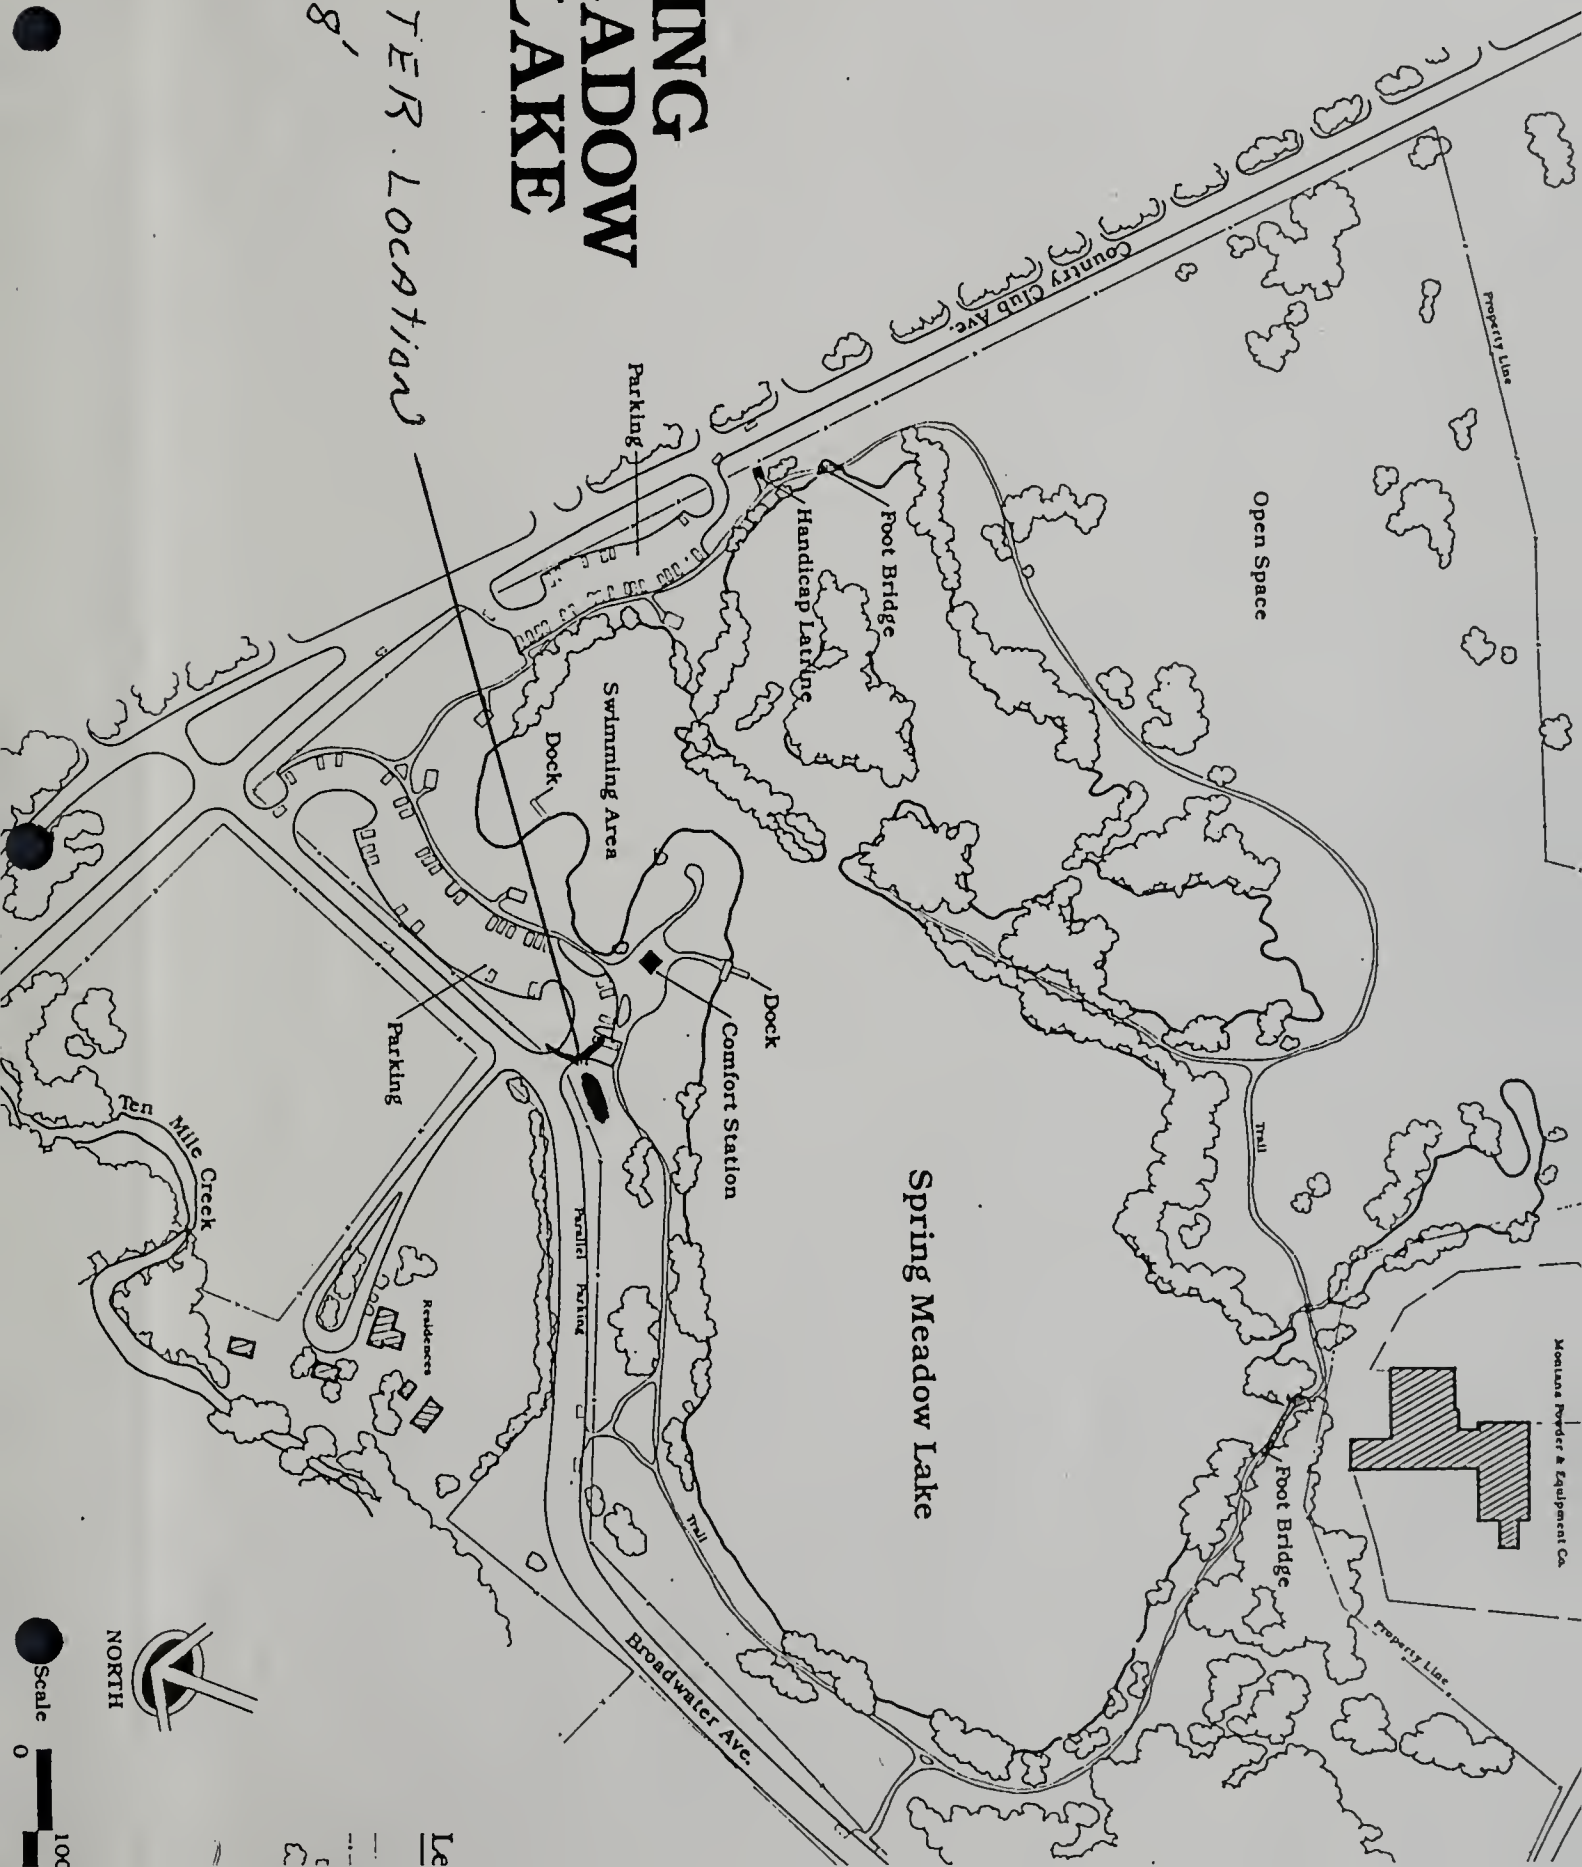 ING
ADOW
LAKE
TER. LOCATION
8'
Country Club Ave.
Property Line
Open Space
Parking
Foot Bridge
Handicap Latrine
Swimming Area
Dock
Dock
Comfort Station
Parking
Trail
Spring Meadow Lake
Ten Mile Creek
Parallel Parking
Residences
Montana Powder & Equipment Co.
Foot Bridge
Trail
Property Line
Broadwater Ave.
NORTH
Scale
0
100
Le